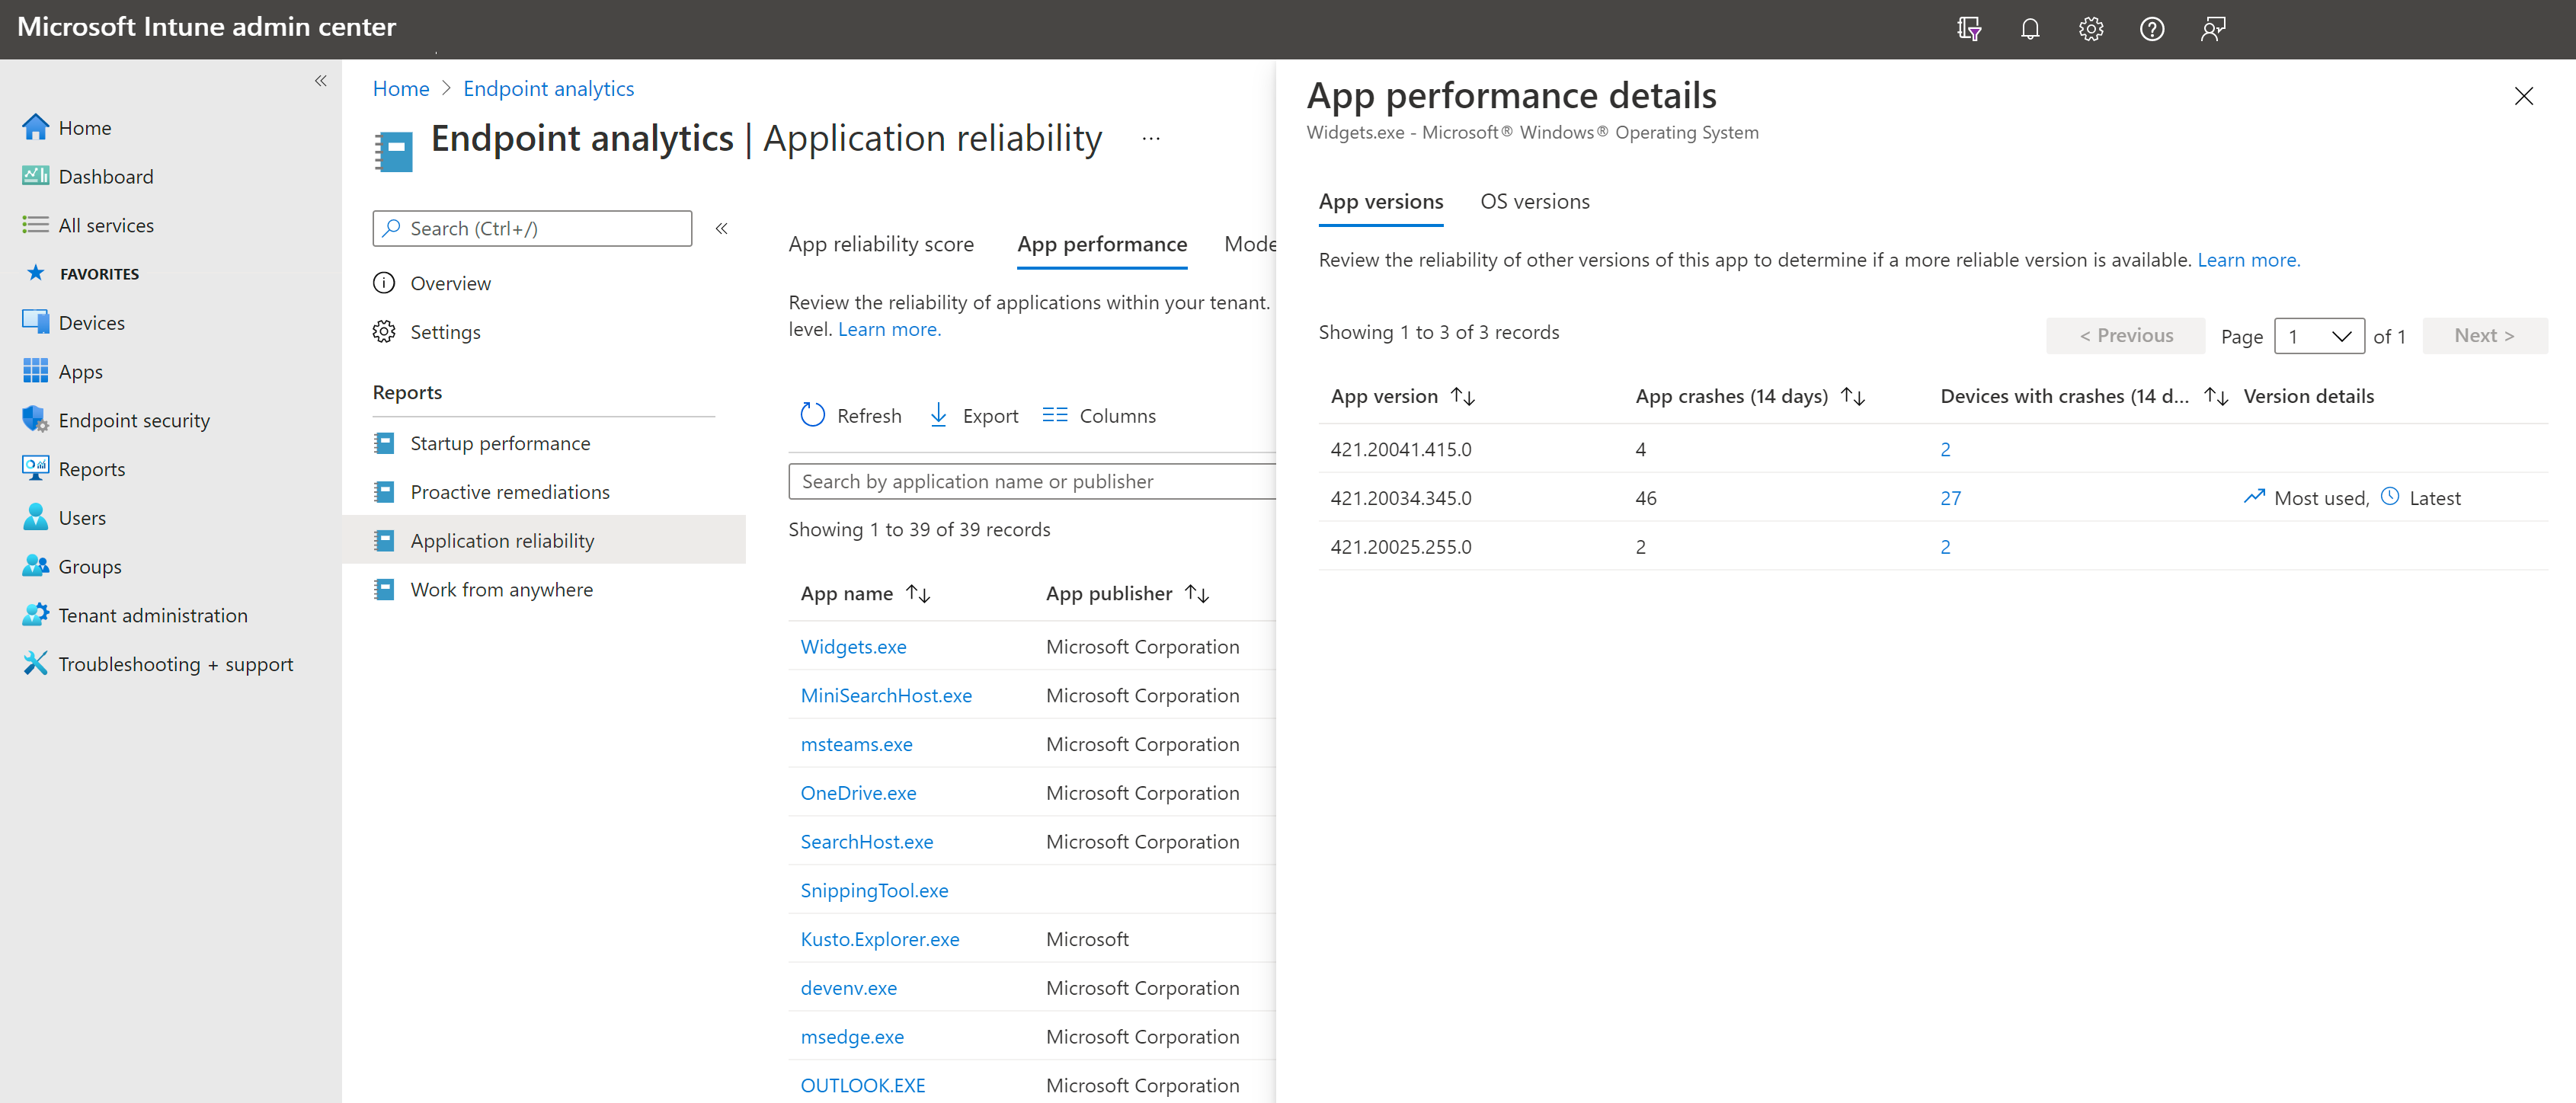 Microsoft Intune admin center
Home
Dashboard
All services
FAVORITES
Devices
Apps
Endpoint security
Reports
Users
Groups
Tenant administration
Troubleshooting + support
Home > Endpoint analytics
Endpoint analytics | Application reliability ...
Search (Ctrl+/)
Overview
Settings
Reports
Startup performance
Proactive remediations
Application reliability
Work from anywhere
App reliability score App performance Mode
Review the reliability of applications within your tenant.
level. Learn more.
Refresh Export Columns
Search by application name or publisher
Showing 1 to 39 of 39 records
App name App publisher
Widgets.exe Microsoft Corporation
MiniSearchHost.exe Microsoft Corporation
msteams.exe Microsoft Corporation
OneDrive.exe Microsoft Corporation
SearchHost.exe Microsoft Corporation
SnippingTool.exe
Kusto.Explorer.exe Microsoft
devenv.exe Microsoft Corporation
msedge.exe Microsoft Corporation
OUTLOOK.EXE Microsoft Corporation
App performance details
Widgets.exe - Microsoft® Windows® Operating System
App versions OS versions
Review the reliability of other versions of this app to determine if a more reliable version is available. Learn more.
Showing 1 to 3 of 3 records
< Previous Page 1 of 1 Next >
App version App crashes (14 days) Devices with crashes (14 d... Version details
421.20041.415.0 4 2
421.20034.345.0 46 27 Most used, Latest
421.20025.255.0 2 2